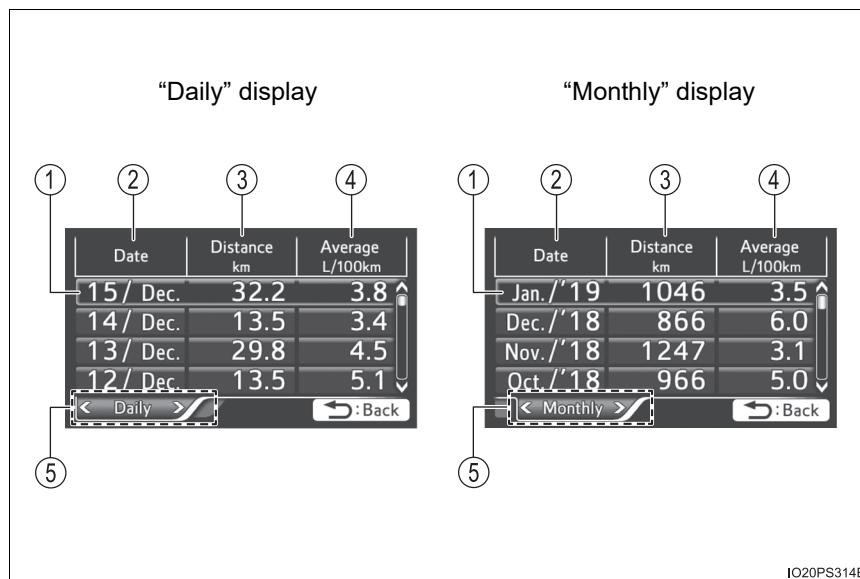 “Daily” display
“Monthly” display
1 2 3 4
Date Distance km Average L/100km
15/ Dec. 32.2 3.8
14/ Dec. 13.5 3.4
13/ Dec. 29.8 4.5
12/ Dec. 13.5 5.1
Daily :Back
5
1 2 3 4
Date Distance km Average L/100km
Jan./’19 1046 3.5
Dec./’18 866 6.0
Nov./’18 1247 3.1
Oct./’18 966 5.0
Monthly :Back
5
IO20PS314E